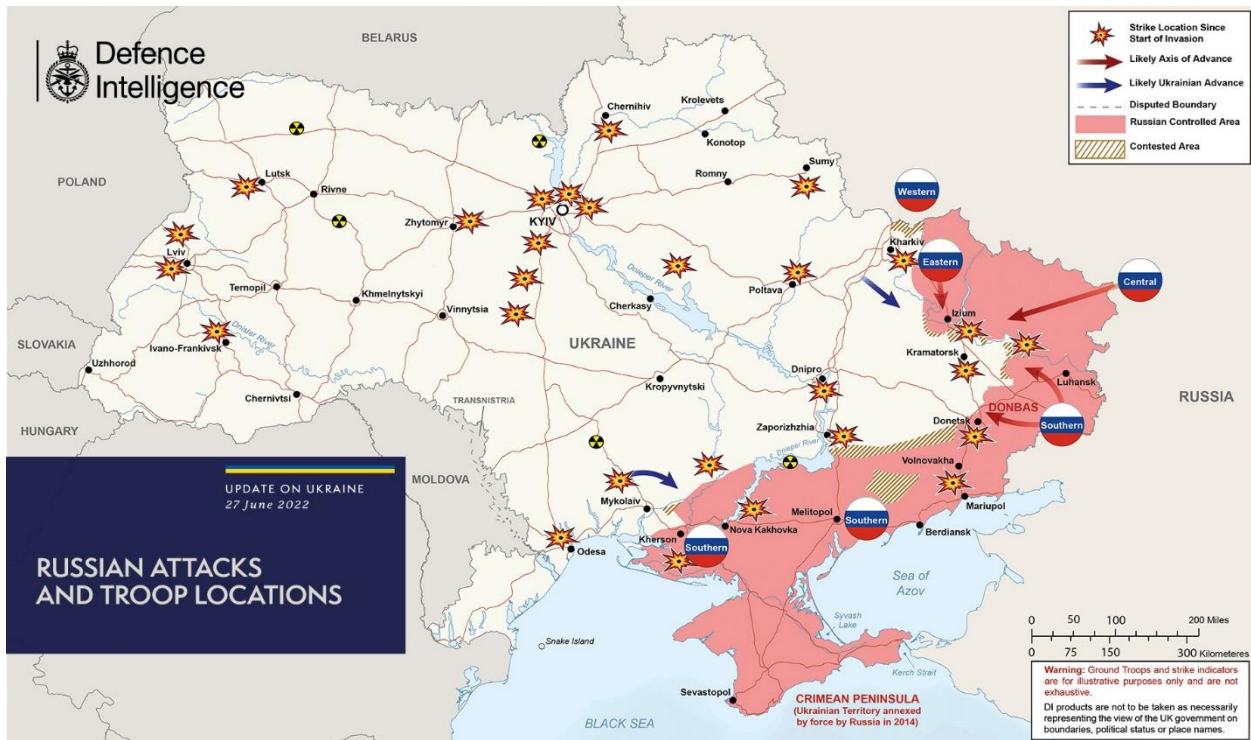 Defence
Intelligence
BELARUS
POLAND
SLOVAKIA
HUNGARY
MOLDOVA
TRANSNISTRIA
UKRAINE
RUSSIA
Strike Location Since
Start of Invasion
Likely Axis of Advance
Likely Ukrainian Advance
Disputed Boundary
Russian Controlled Area
Contested Area
Chernihiv
Krolevets
Konotop
Sumy
Romny
Lutsk
Rivne
Zhytomyr
KYIV
Lviv
Ternopil
Khmelnytskyi
Vinnytsia
Cherkasy
Dnieper River
Poltava
Kharkiv
Western
Eastern
Central
Izium
Kramatorsk
Luhansk
DONBAS
Donetsk
Southern
Dniester River
Ivano-Frankivsk
Uzhhorod
Chernivtsi
Kropyvnytski
Dnipro
Zaporizhzhia
Dnieper River
Volnovakha
Mariupol
Mykolaiv
Melitopol
Southern
Berdiansk
Kherson
Southern
Nova Kakhovka
Odesa
Sea of
Azov
Snake Island
Syvash
Lake
Kerch Strait
Sevastopol
CRIMEAN PENINSULA
(Ukrainian Territory annexed
by force by Russia in 2014)
BLACK SEA
UPDATE ON UKRAINE
27 June 2022
RUSSIAN ATTACKS
AND TROOP LOCATIONS
0 50 100 200 Miles
0 75 150 300 Kilometeres
Warning: Ground Troops and strike indicators
are for illustrative purposes only and are not
exhaustive.
DI products are not to be taken as necessarily
representing the view of the UK government on
boundaries, political status or place names.